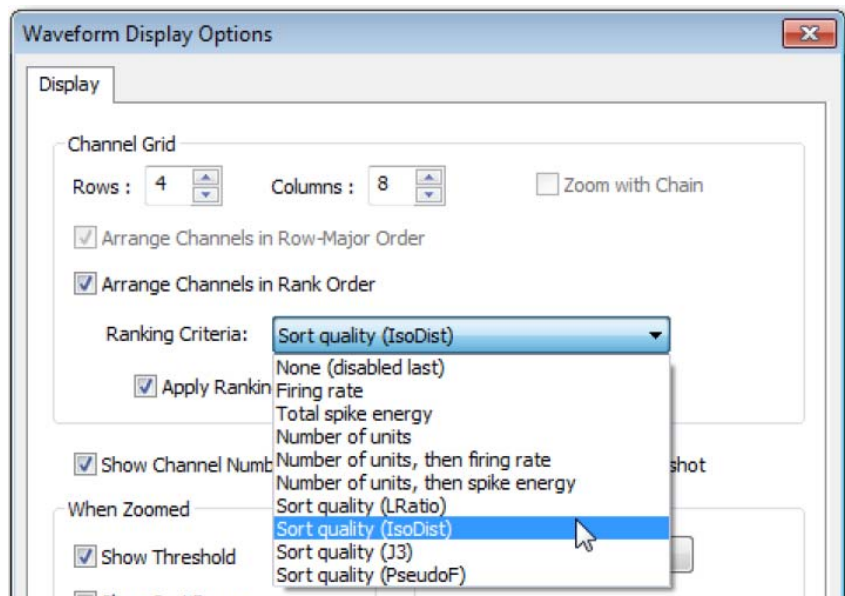 Waveform Display Options
Display
Channel Grid
Rows : 4 Columns : 8 Zoom with Chain
Arrange Channels in Row-Major Order
Arrange Channels in Rank Order
Ranking Criteria: Sort quality (IsoDist)
None (disabled last)
Apply Rankin
Firing rate
Total spike energy
Number of units
Number of units, then firing rate
Show Channel Numb
shot
Number of units, then spike energy
When Zoomed
Sort quality (LRatio)
Sort quality (IsoDist)
Show Threshold
Sort quality (J3)
Sort quality (PseudoF)